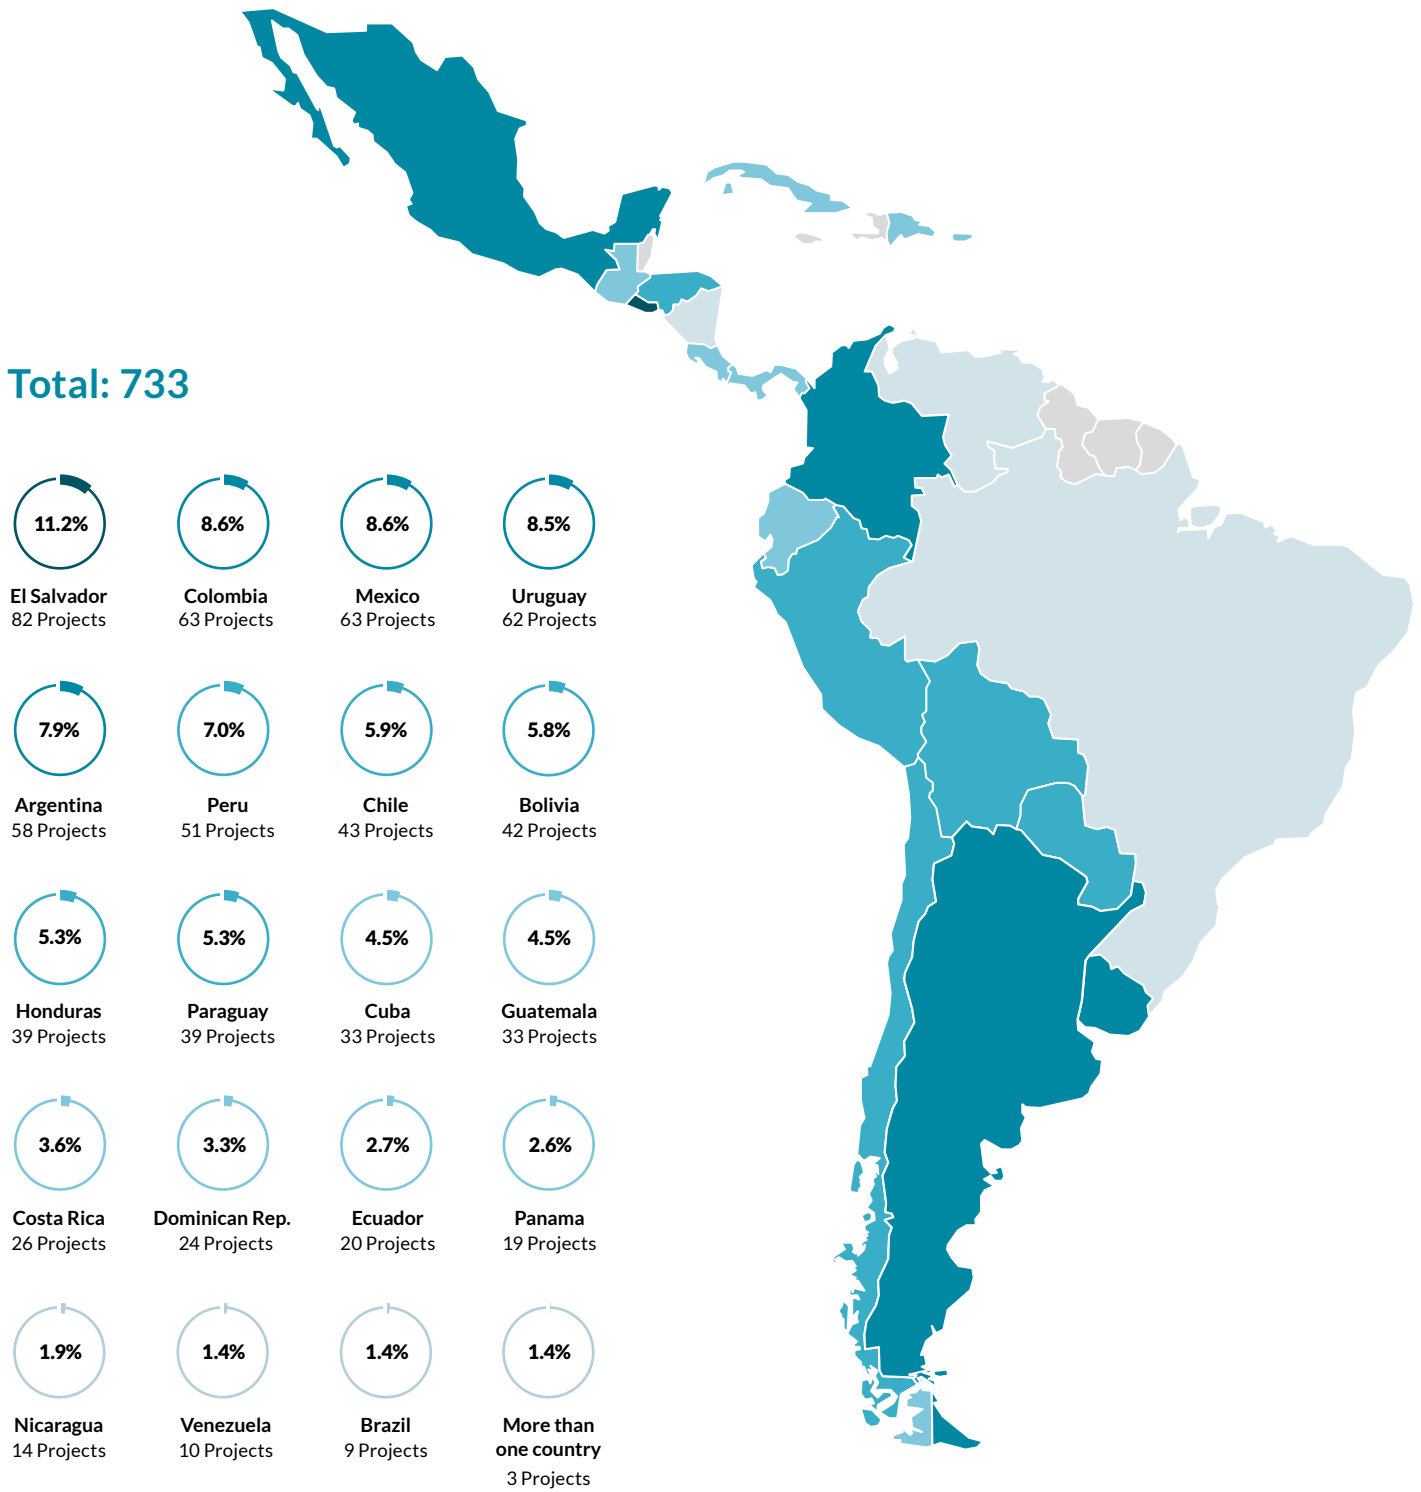 Total: 733
11.2%
8.6%
8.6%
8.5%
El Salvador
Colombia
Mexico
Uruguay
82 Projects
63 Projects
63 Projects
62 Projects
7.9%
7.0%
5.9%
5.8%
Argentina
Peru
Chile
Bolivia
58 Projects
51 Projects
43 Projects
42 Projects
5.3%
5.3%
4.5%
4.5%
Honduras
Paraguay
Cuba
Guatemala
39 Projects
39 Projects
33 Projects
33 Projects
3.6%
3.3%
2.7%
2.6%
Costa Rica
Dominican Rep.
Ecuador
Panama
26 Projects
24 Projects
20 Projects
19 Projects
1.9%
1.4%
1.4%
1.4%
Nicaragua
Venezuela
Brazil
More than
one country
14 Projects
10 Projects
9 Projects
3 Projects